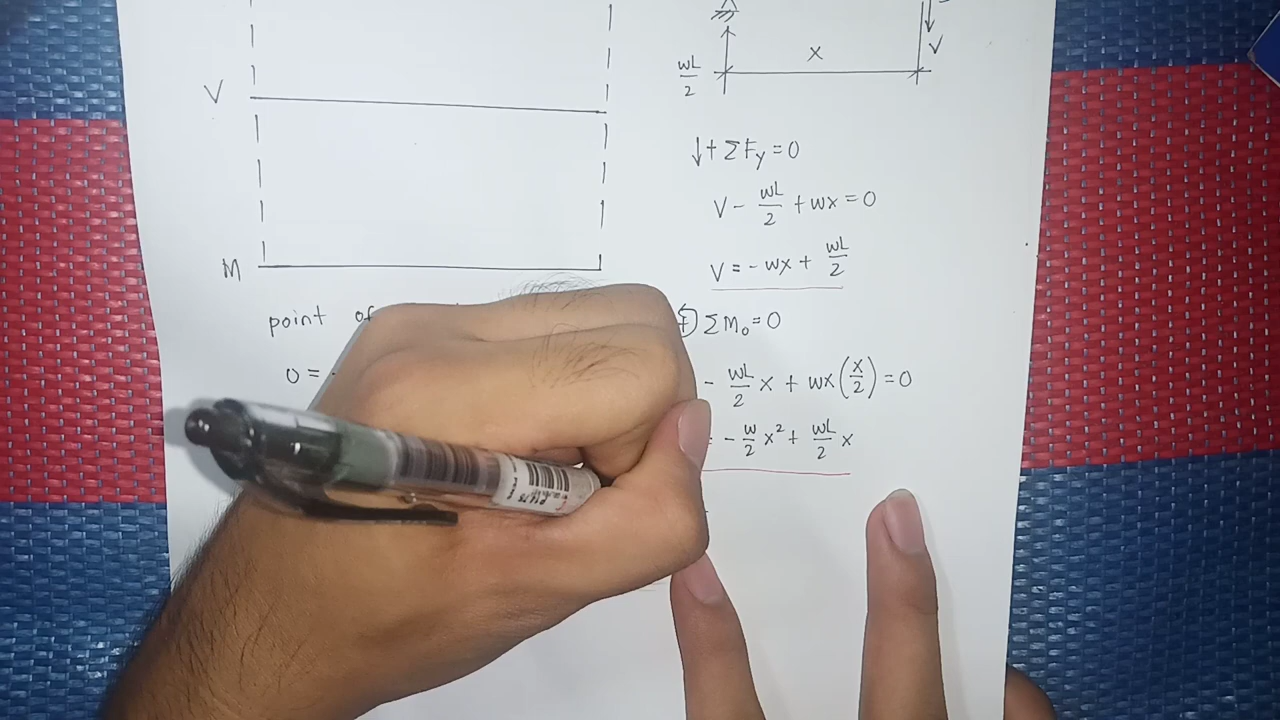 V
M
point of
0 =
x
V
wL/2
↓+ ΣFy = 0
V - wL/2 + wx = 0
V = -wx + wL/2
ΣMo = 0
- wL/2 x + wx(x/2) = 0
- w/2 x² + wL/2 x